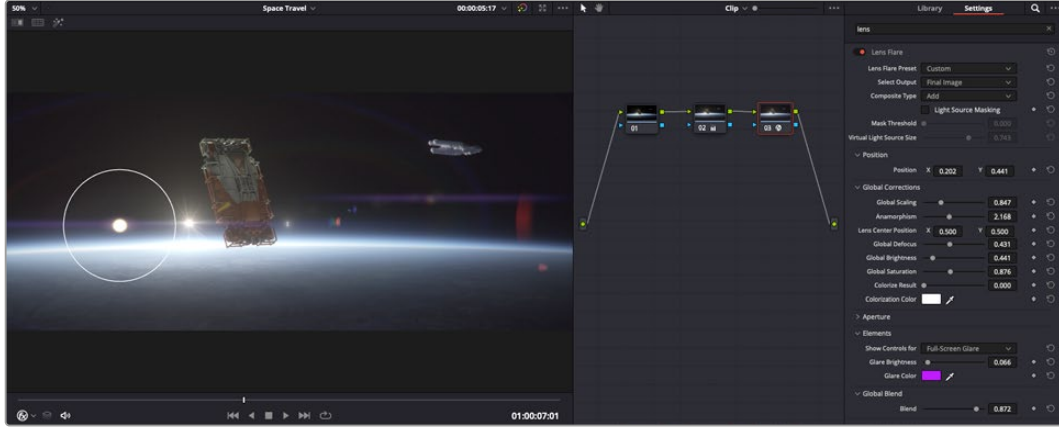 50% Space Travel 00:00:05:17
Clip
Library Settings
lens
Lens Flare
Lens Flare Preset Custom
Select Output Final Image
Composite Type Add
Light Source Masking
Mask Threshold 0.000
Virtual Light Source Size 0.743
Position
Position X 0.202 Y 0.441
Global Corrections
Global Scaling 0.847
Anamorphism 2.168
Lens Center Position X 0.500 Y 0.500
Global Defocus 0.431
Global Brightness 0.441
Global Saturation 0.876
Colorize Result 0.000
Colorization Color
Aperture
Elements
Show Controls for Full-Screen Glare
Glare Brightness 0.066
Glare Color
Global Blend
Blend 0.872
01 02 03
01:00:07:01